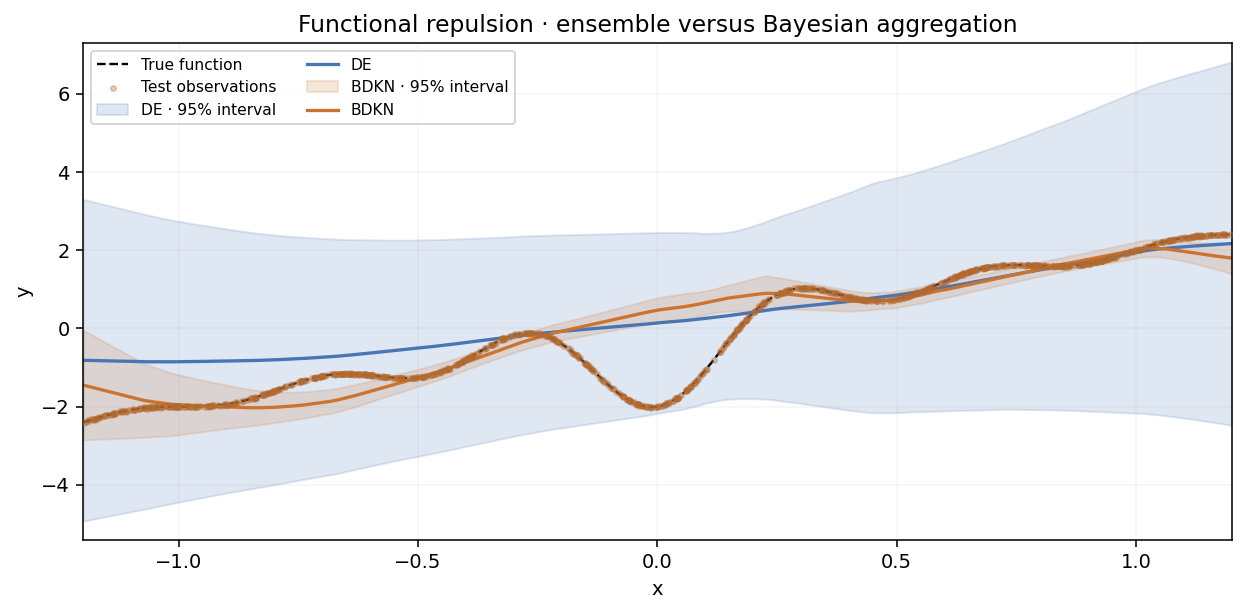 Functional repulsion · ensemble versus Bayesian aggregation
True function
Test observations
DE · 95% interval
DE
BDKN · 95% interval
BDKN
y
6
4
2
0
−2
−4
−1.0
−0.5
0.0
0.5
1.0
x